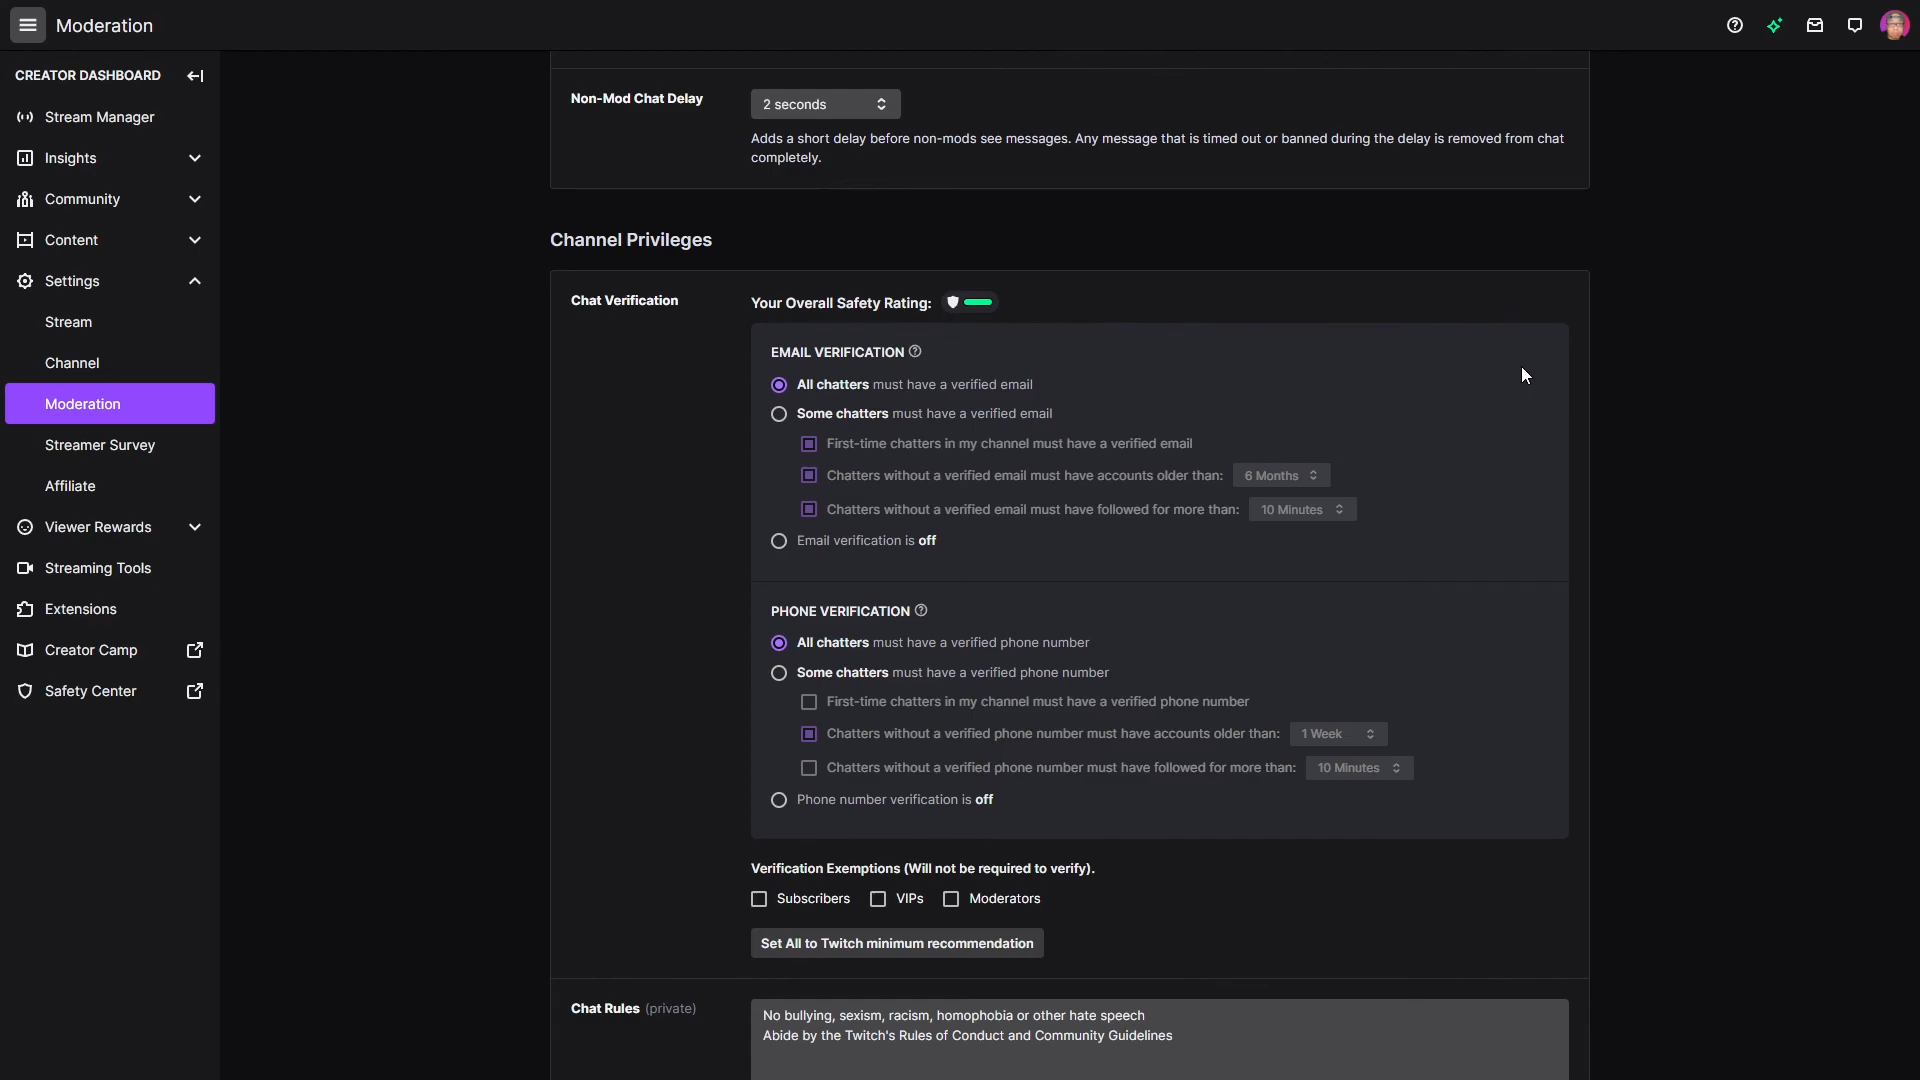 Moderation
CREATOR DASHBOARD
Stream Manager
Insights
Community
Content
Settings
Stream
Channel
Moderation
Streamer Survey
Affiliate
Viewer Rewards
Streaming Tools
Extensions
Creator Camp
Safety Center
Non-Mod Chat Delay
2 seconds
Adds a short delay before non-mods see messages. Any message that is timed out or banned during the delay is removed from chat
completely.
Channel Privileges
Chat Verification
Your Overall Safety Rating:
EMAIL VERIFICATION
All chatters must have a verified email
Some chatters must have a verified email
First-time chatters in my channel must have a verified email
Chatters without a verified email must have accounts older than: 6 Months
Chatters without a verified email must have followed for more than: 10 Minutes
Email verification is off
PHONE VERIFICATION
All chatters must have a verified phone number
Some chatters must have a verified phone number
First-time chatters in my channel must have a verified phone number
Chatters without a verified phone number must have accounts older than: 1 Week
Chatters without a verified phone number must have followed for more than: 10 Minutes
Phone number verification is off
Verification Exemptions (Will not be required to verify).
Subscribers VIPs Moderators
Set All to Twitch minimum recommendation
Chat Rules (private)
No bullying, sexism, racism, homophobia or other hate speech
Abide by the Twitch's Rules of Conduct and Community Guidelines